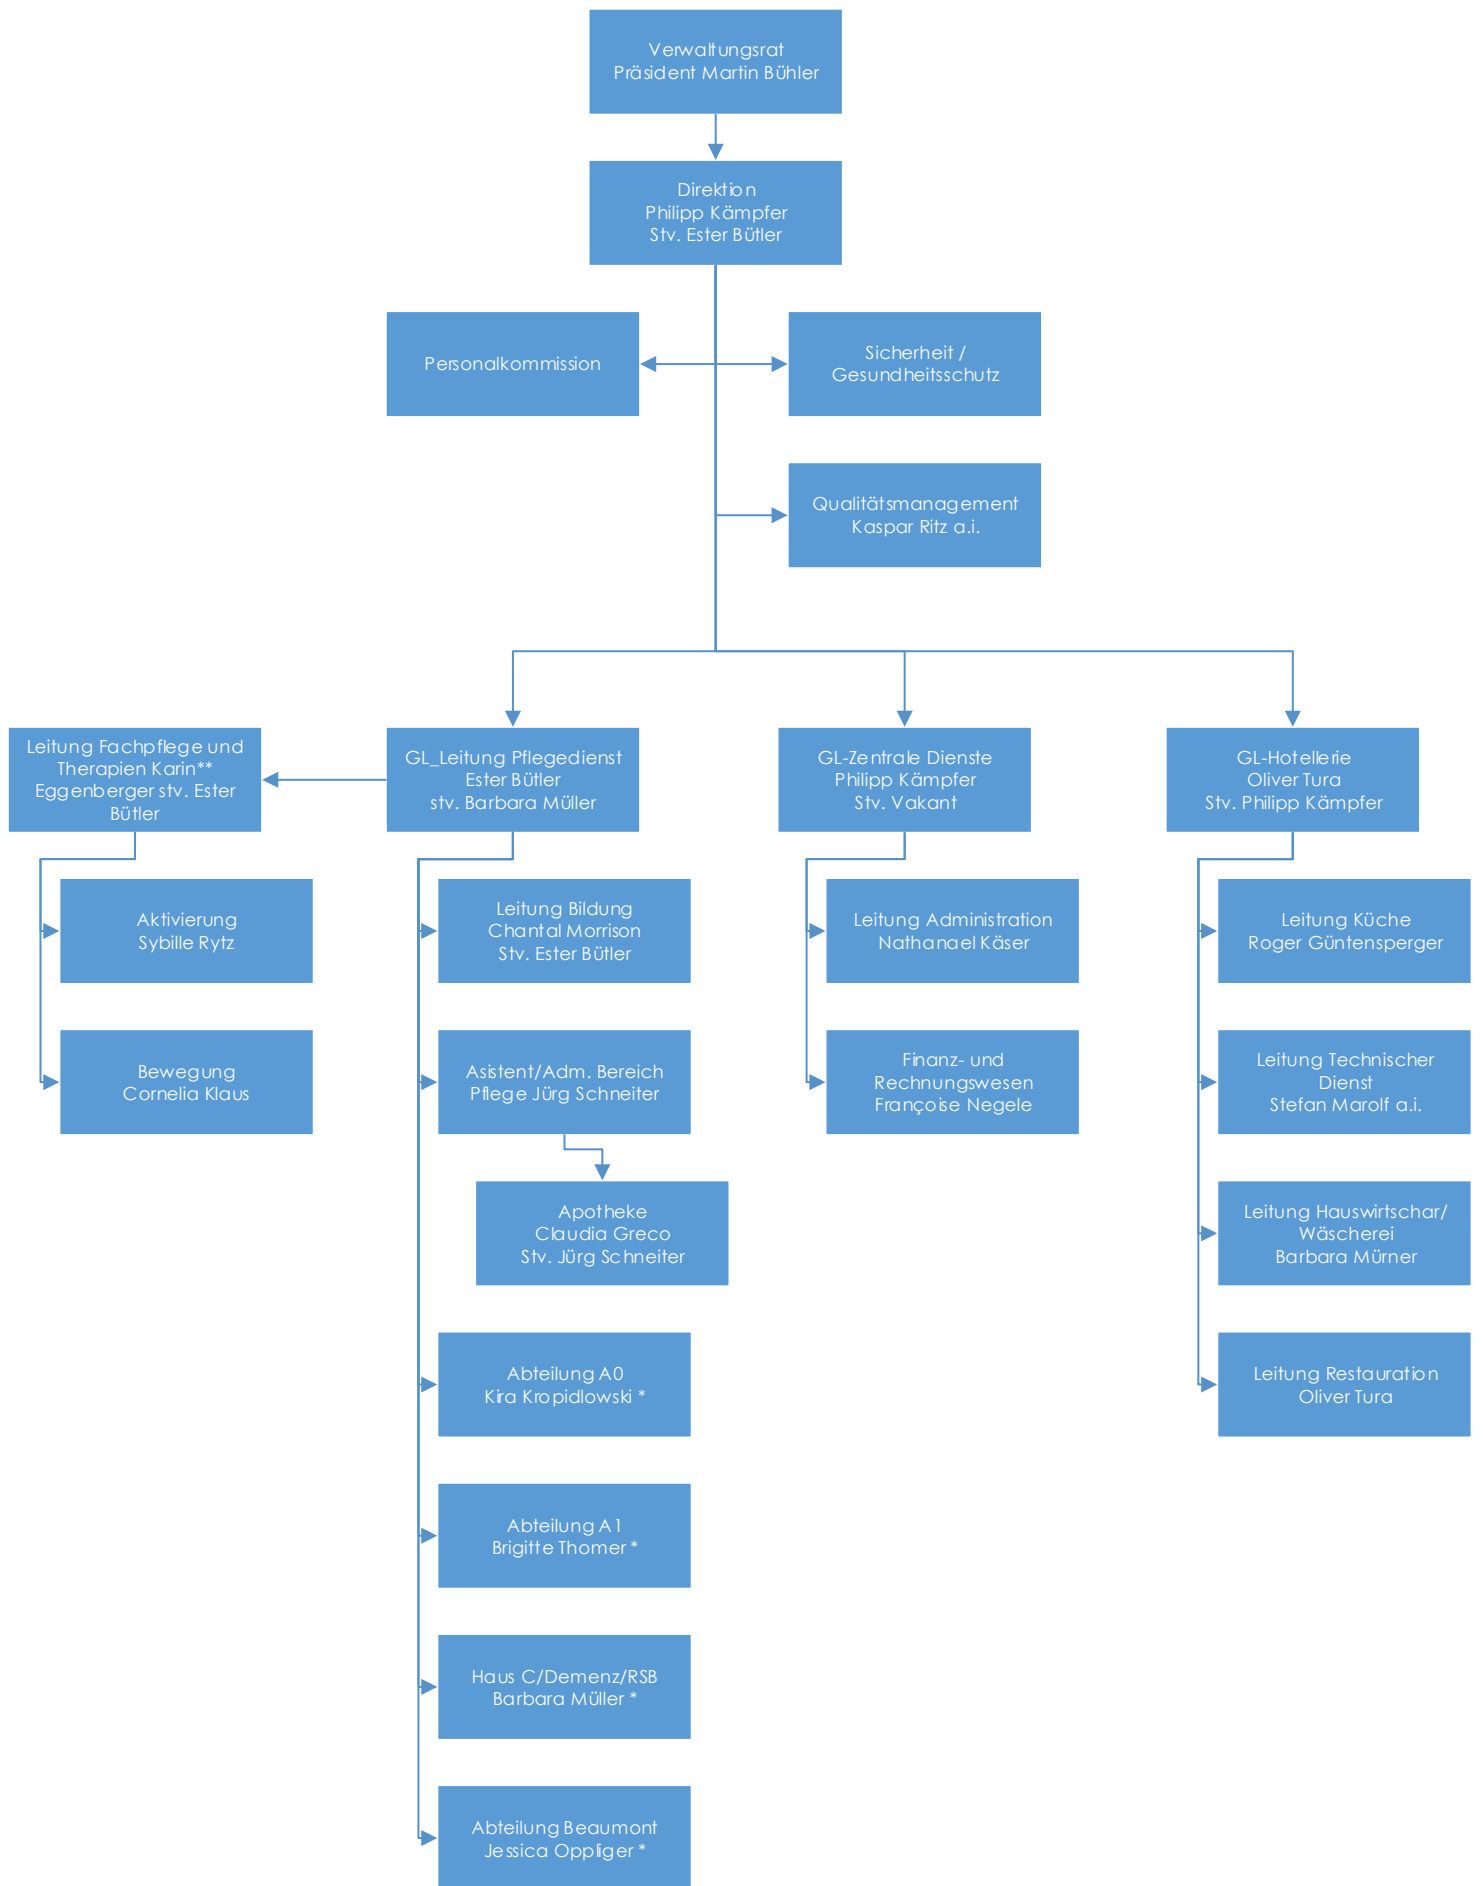 Verwaltungsrat
Präsident Martin Bühler
Direktion
Philipp Kämpfer
Stv. Ester Bütler
Personalkommission
Sicherheit /
Gesundheitsschutz
Qualitätsmanagement
Kaspar Ritz a.i.
Leitung Fachpflege und
Therapien Karin**
Eggenberger stv. Ester
Bütler
GL_Leitung Pflegedienst
Ester Bütler
stv. Barbara Müller
GL-Zentrale Dienste
Philipp Kämpfer
Stv. Vakant
GL-Hotellerie
Oliver Tura
Stv. Philipp Kämpfer
Aktivierung
Sybille Rytz
Leitung Bildung
Chantal Morrison
Stv. Ester Bütler
Leitung Administration
Nathanael Käser
Leitung Küche
Roger Güntensperger
Bewegung
Cornelia Klaus
Asistent/Adm. Bereich
Pflege Jürg Schneiter
Finanz- und
Rechnungswesen
Françoise Negele
Leitung Technischer
Dienst
Stefan Marolf a.i.
Apotheke
Claudia Greco
Stv. Jürg Schneiter
Leitung Hauswirtschar/
Wäscherei
Barbara Mürner
Abteilung A0
Kira Kropidlowski *
Leitung Restauration
Oliver Tura
Abteilung A1
Brigitte Thomer *
Haus C/Demenz/RSB
Barbara Müller *
Abteilung Beaumont
Jessica Oppliger *